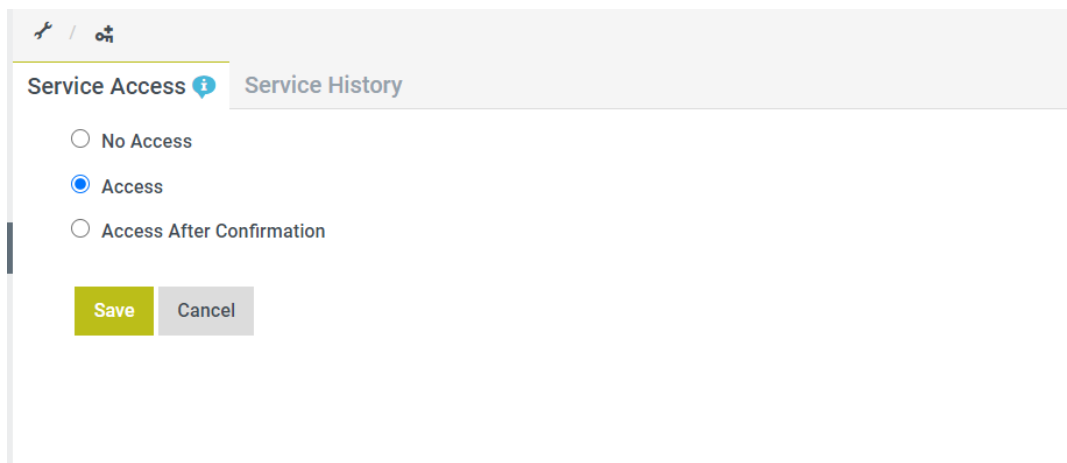 /
Service Access Service History
No Access
Access
Access After Confirmation
Save Cancel